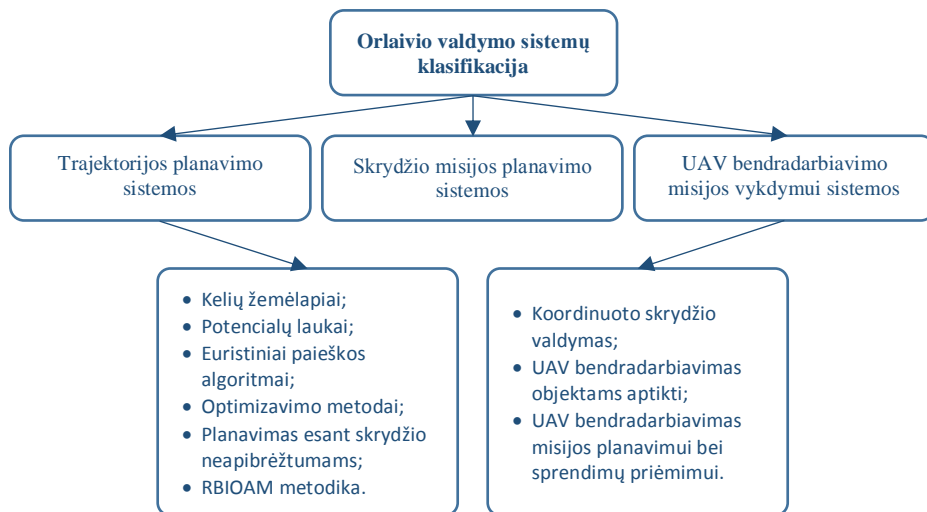 Orlaivio valdymo sistemų
klasifikacija
Trajektorijos planavimo
sistemos
Skrydžio misijos planavimo
sistemos
UAV bendradarbiavimo
misijos vykdymui sistemos
• Kelių žemėlapiai;
• Potencialų laukai;
• Euristiniai paieškos
algoritmai;
• Optimizavimo metodai;
• Planavimas esant skrydžio
neapibrėžtumams;
• RBIOAM metodika.
• Koordinuoto skrydžio
valdymas;
• UAV bendradarbiavimas
objektams aptikti;
• UAV bendradarbiavimas
misijos planavimui bei
sprendimų priėmimui.